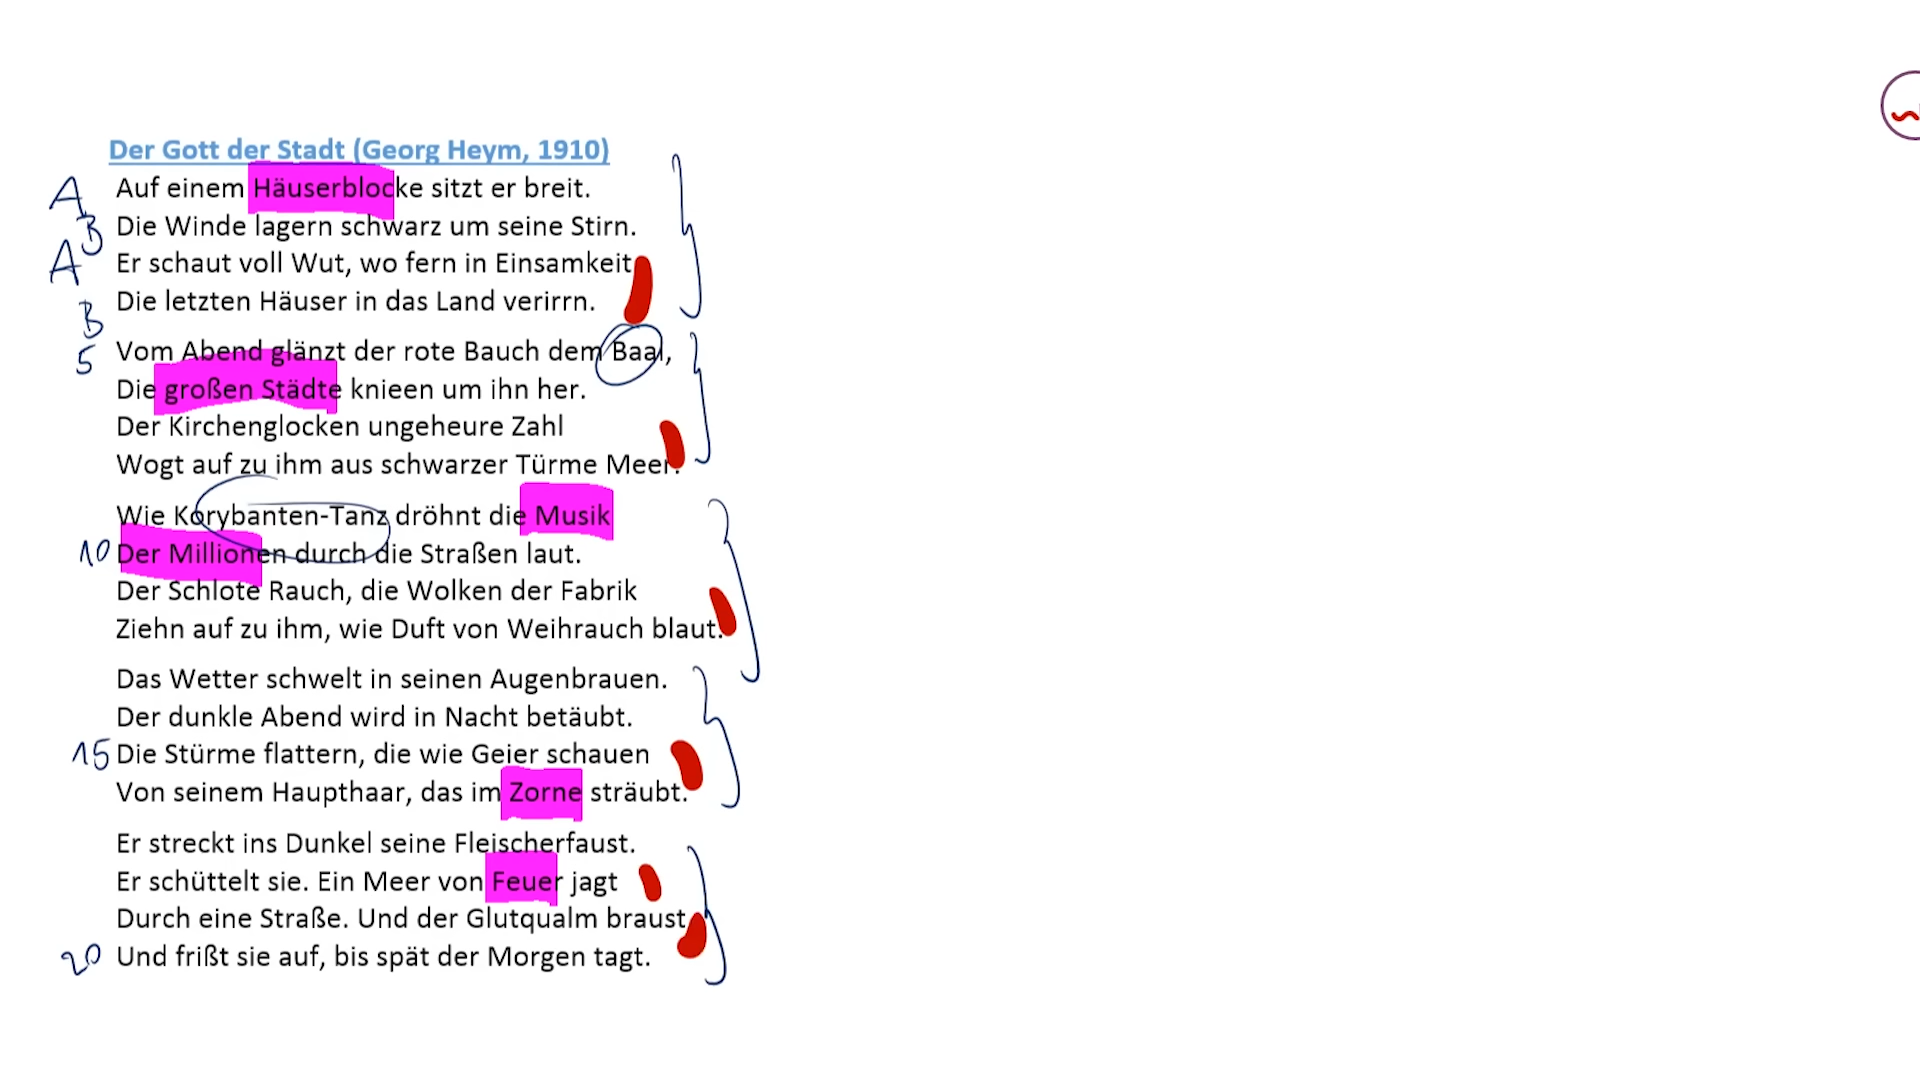 Der Gott der Stadt (Georg Heym, 1910)
A Auf einem Häuserblocke sitzt er breit.
B Die Winde lagern schwarz um seine Stirn.
A Er schaut voll Wut, wo fern in Einsamkeit
B Die letzten Häuser in das Land verirrn.
5 Vom Abend glänzt der rote Bauch dem Baal,
Die großen Städte knieen um ihn her.
Der Kirchenglocken ungeheure Zahl
Wogt auf zu ihm aus schwarzer Türme Meer.
Wie Korybanten-Tanz dröhnt die Musik
10 Der Millionen durch die Straßen laut.
Der Schlote Rauch, die Wolken der Fabrik
Ziehn auf zu ihm, wie Duft von Weihrauch blaut.
Das Wetter schwelt in seinen Augenbrauen.
Der dunkle Abend wird in Nacht betäubt.
15 Die Stürme flattern, die wie Geier schauen
Von seinem Haupthaar, das im Zorne sträubt.
Er streckt ins Dunkel seine Fleischerfaust.
Er schüttelt sie. Ein Meer von Feuer jagt
Durch eine Straße. Und der Glutqualm braust
20 Und frißt sie auf, bis spät der Morgen tagt.